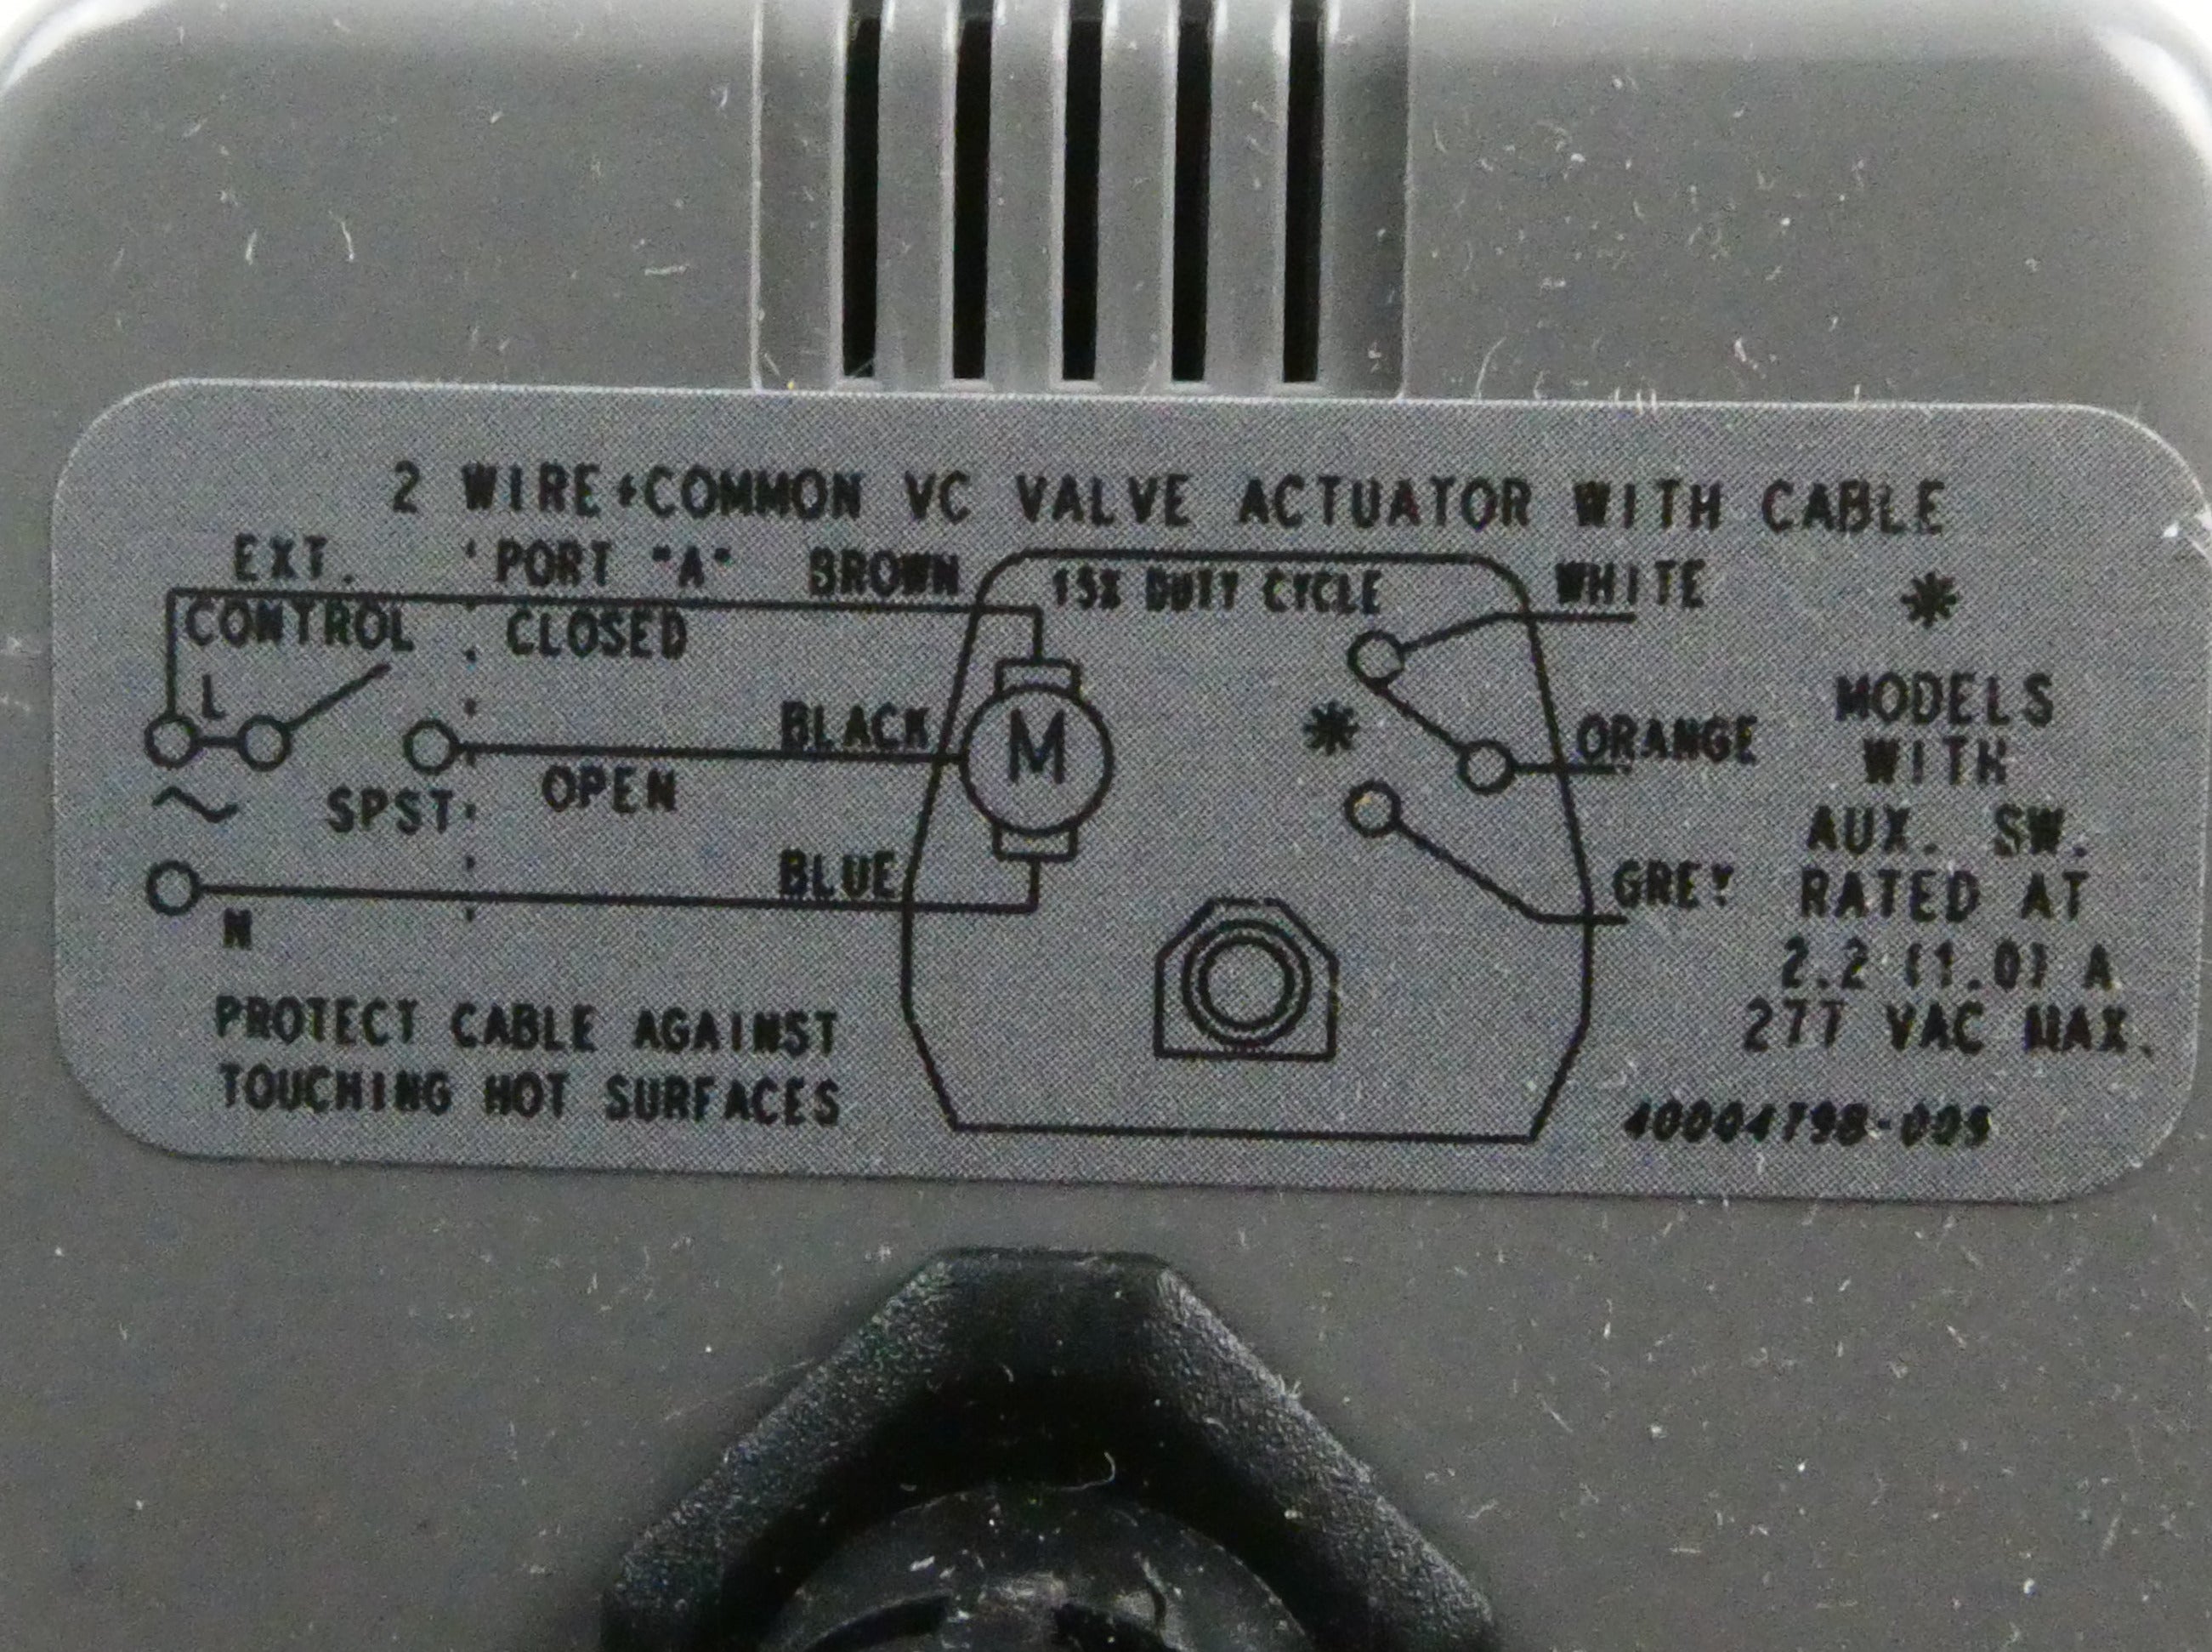 2 WIRE+COMMON VC VALVE ACTUATOR WITH CABLE
EXT. PORT "A" BROWN 15% DUTY CYCLE WHITE *
CONTROL CLOSED
L
BLACK M * ORANGE MODELS
WITH
~ SPST OPEN
AUX. SW.
BLUE GREY RATED AT
N
2.2 (1.0) A
277 VAC MAX.
PROTECT CABLE AGAINST
TOUCHING HOT SURFACES
40004798-009